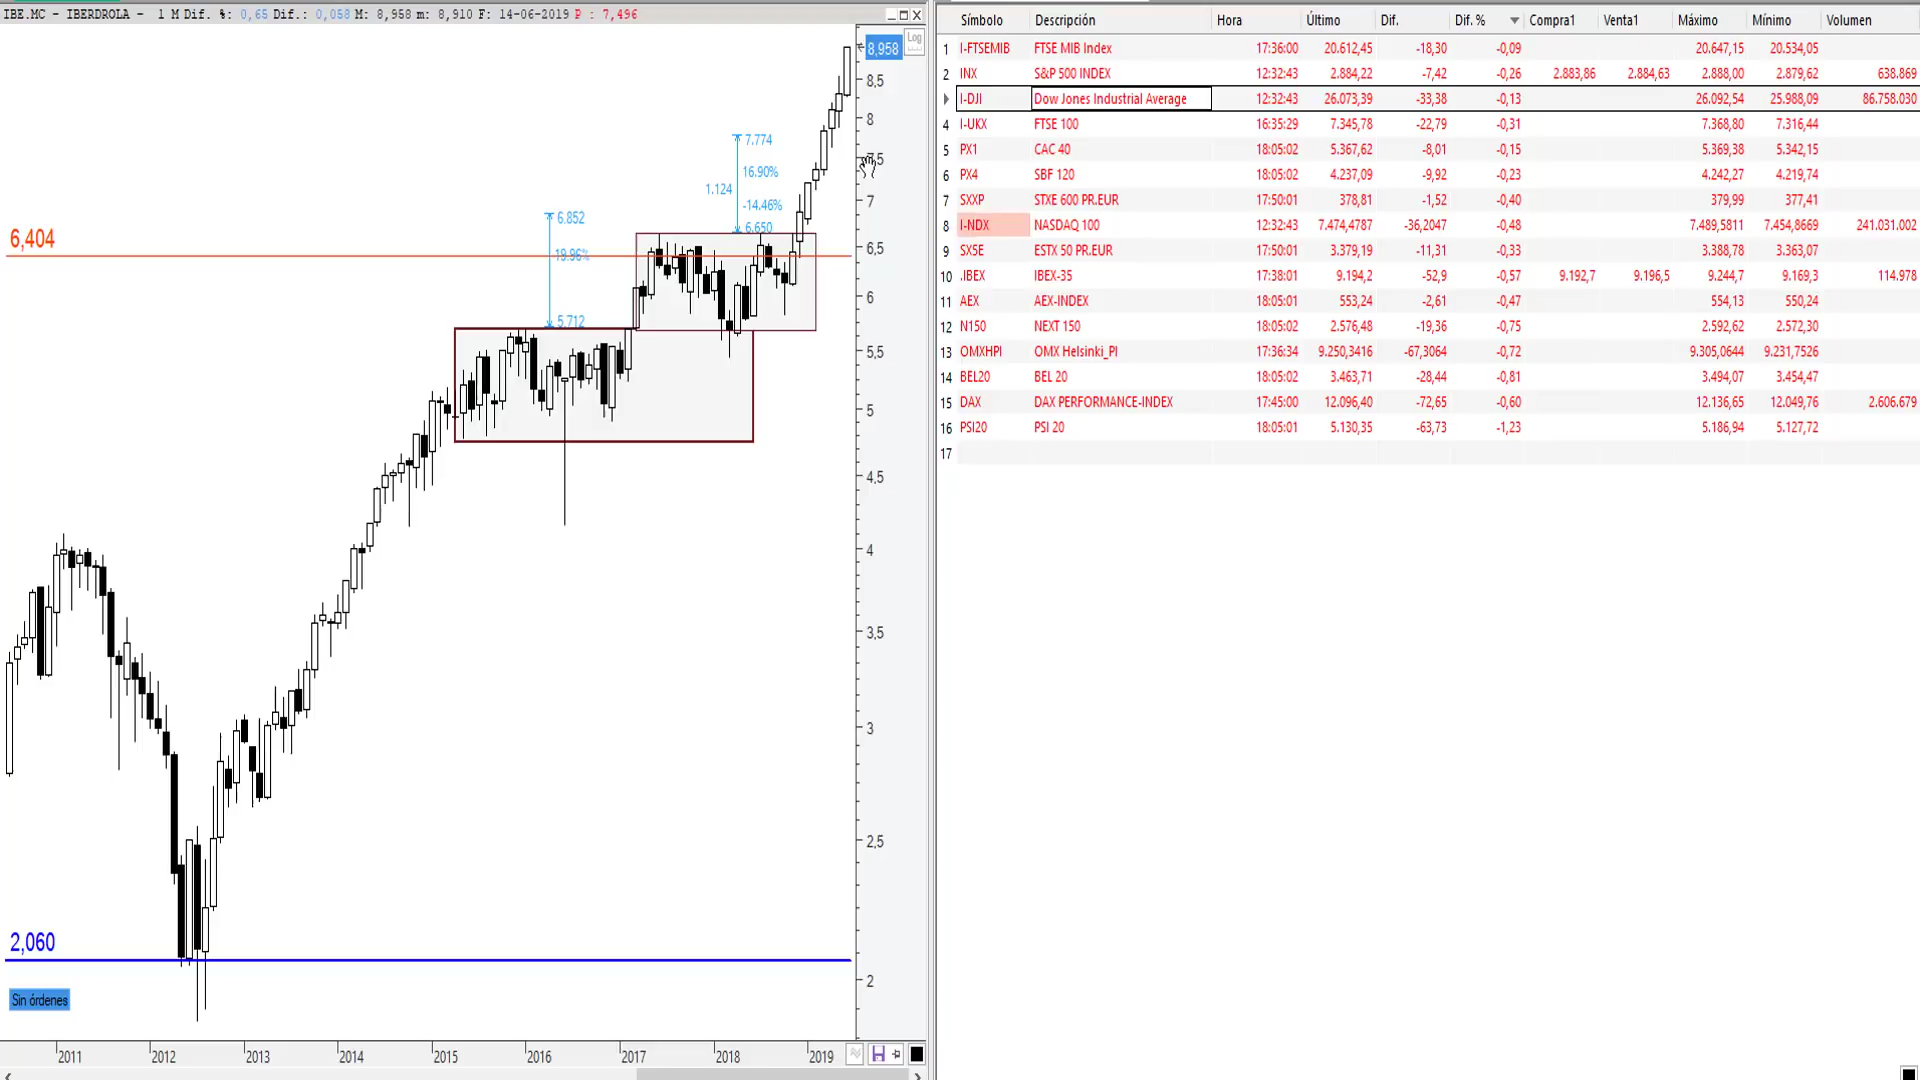 IBE.MC - IBERDROLA - 1 M Dif. %: 0,65 Dif.: 0,058 M: 8,958 m: 8,910 F: 14-06-2019 P : 7,496
Log
8,958
8,5
8
7,5
7
6,5
6
5,5
5
4,5
4
3,5
3
2,5
2
7.774
16.90%
1.124
-14.46%
6.650
6.852
19.96%
5.712
6,404
2,060
Sin órdenes
2011 2012 2013 2014 2015 2016 2017 2018 2019
Símbolo Descripción Hora Último Dif. Dif. % Compra1 Venta1 Máximo Mínimo Volumen
1 I-FTSEMIB FTSE MIB Index 17:36:00 20.612,45 -18,30 -0,09 20.647,15 20.534,05
2 INX S&P 500 INDEX 12:32:43 2.884,22 -7,42 -0,26 2.883,86 2.884,63 2.888,00 2.879,62 638.869
I-DJI Dow Jones Industrial Average 12:32:43 26.073,39 -33,38 -0,13 26.092,54 25.988,09 86.758.030
4 I-UKX FTSE 100 16:35:29 7.345,78 -22,79 -0,31 7.368,80 7.316,44
5 PX1 CAC 40 18:05:02 5.367,62 -8,01 -0,15 5.369,38 5.342,15
6 PX4 SBF 120 18:05:02 4.237,09 -9,92 -0,23 4.242,27 4.219,74
7 SXXP STXE 600 PR.EUR 17:50:01 378,81 -1,52 -0,40 379,99 377,41
8 I-NDX NASDAQ 100 12:32:43 7.474,4787 -36,2047 -0,48 7.489,5811 7.454,8669 241.031.002
9 SX5E ESTX 50 PR.EUR 17:50:01 3.379,19 -11,31 -0,33 3.388,78 3.363,07
10 .IBEX IBEX-35 17:38:01 9.194,2 -52,9 -0,57 9.192,7 9.196,5 9.244,7 9.169,3 114.978
11 AEX AEX-INDEX 18:05:01 553,24 -2,61 -0,47 554,13 550,24
12 N150 NEXT 150 18:05:02 2.576,48 -19,36 -0,75 2.592,62 2.572,30
13 OMXHPI OMX Helsinki_PI 17:36:34 9.250,3416 -67,3064 -0,72 9.305,0644 9.231,7526
14 BEL20 BEL 20 18:05:02 3.463,71 -28,44 -0,81 3.494,07 3.454,47
15 DAX DAX PERFORMANCE-INDEX 17:45:00 12.096,40 -72,65 -0,60 12.136,65 12.049,76 2.606.679
16 PSI20 PSI 20 18:05:01 5.130,35 -63,73 -1,23 5.186,94 5.127,72
17